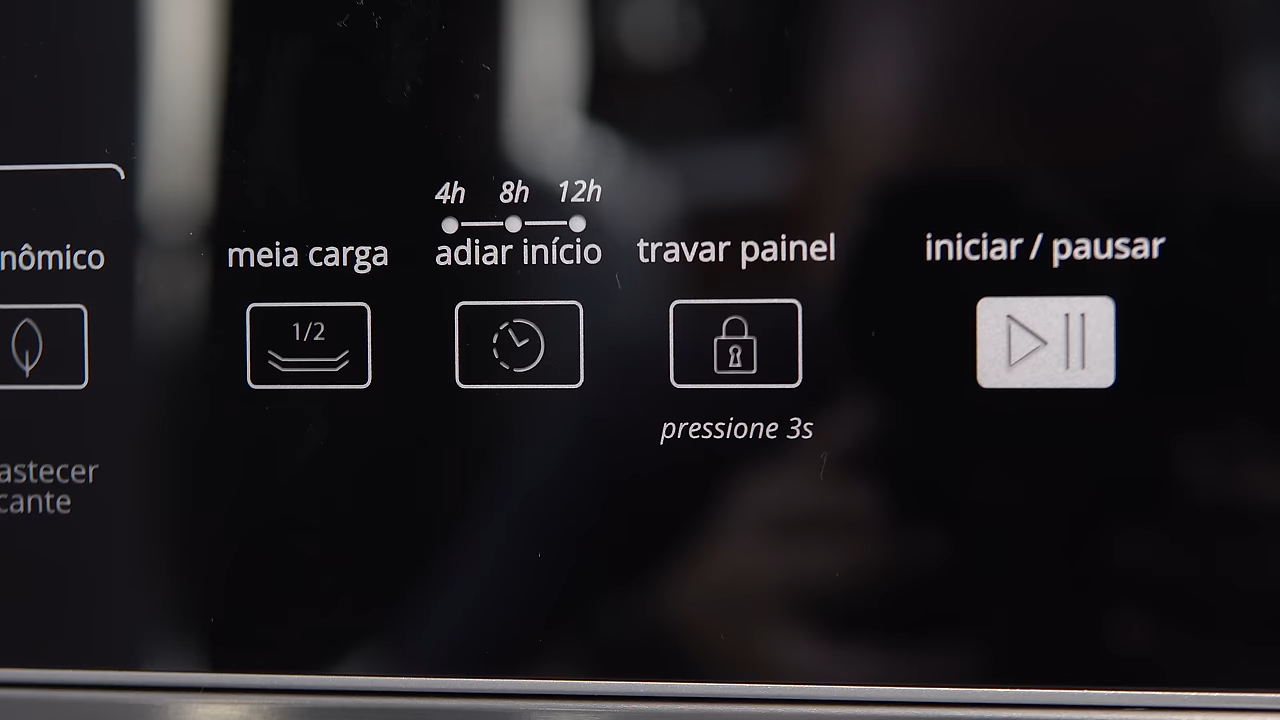 4h 8h 12h
nômico
meia carga
adiar início
travar painel
iniciar / pausar
1/2
pressione 3s
astecer
cante